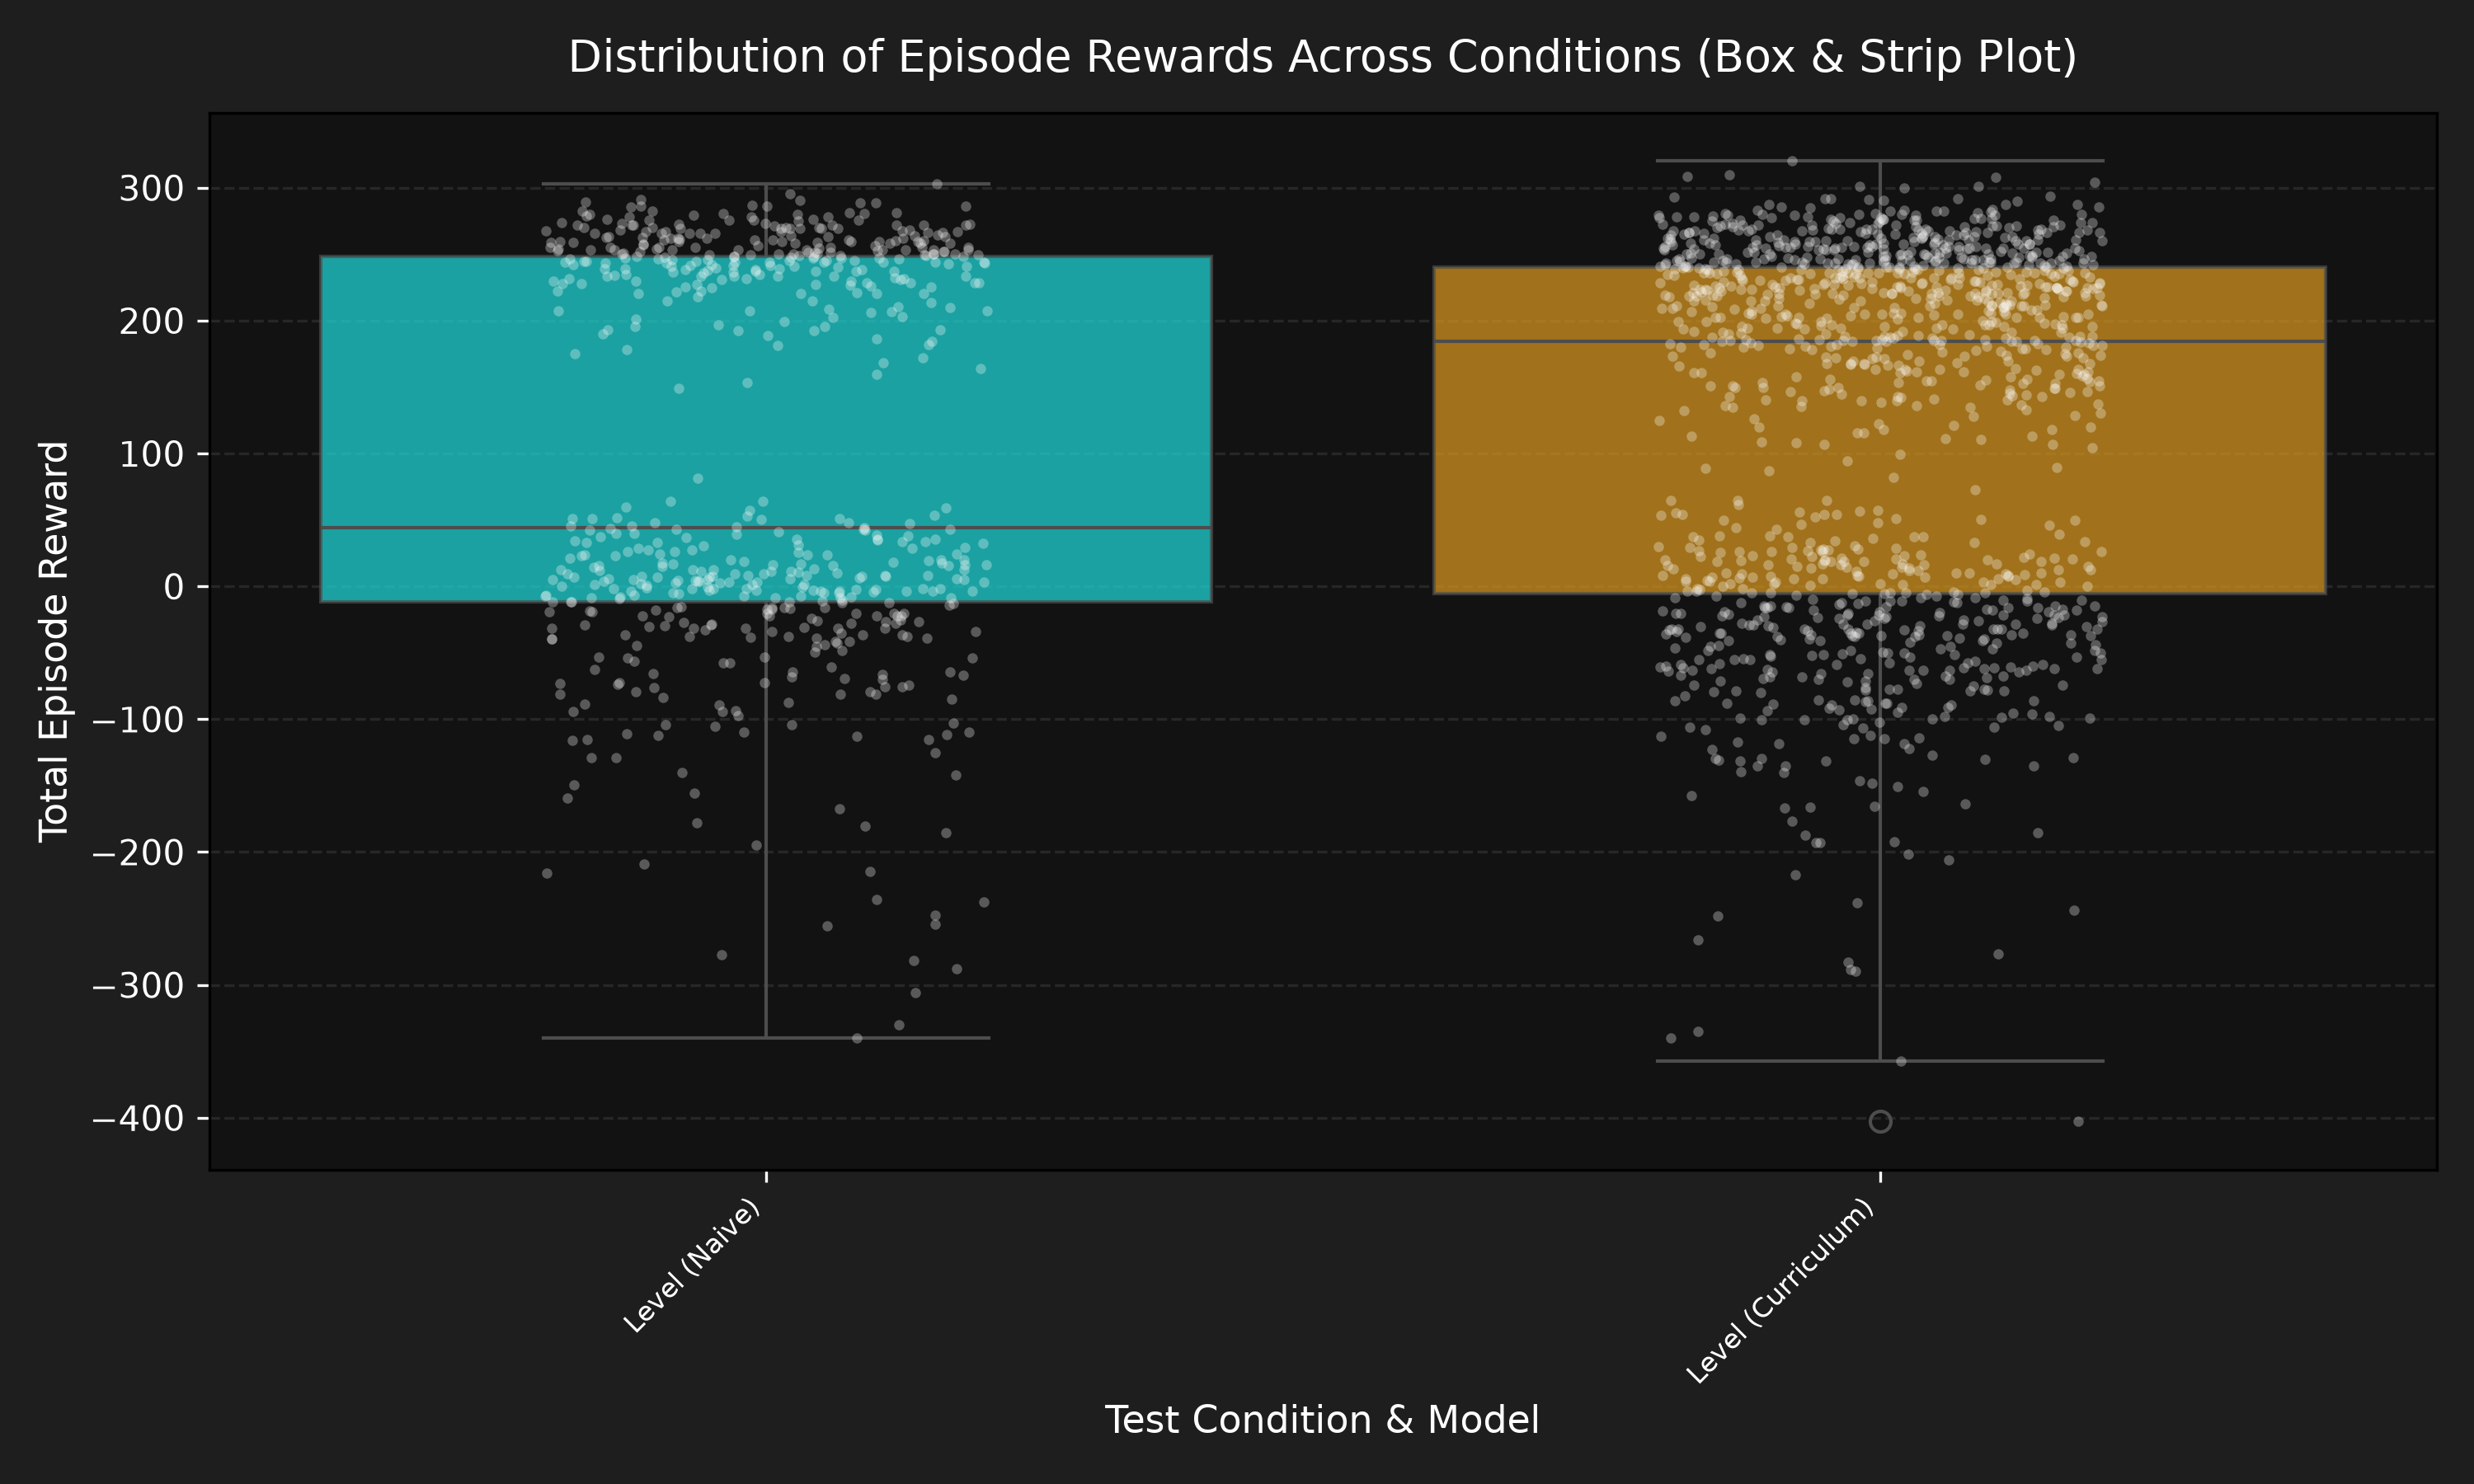 Distribution of Episode Rewards Across Conditions (Box & Strip Plot)
Total Episode Reward
300
200
100
0
−100
−200
−300
−400
Level (Naive)
Level (Curriculum)
Test Condition & Model